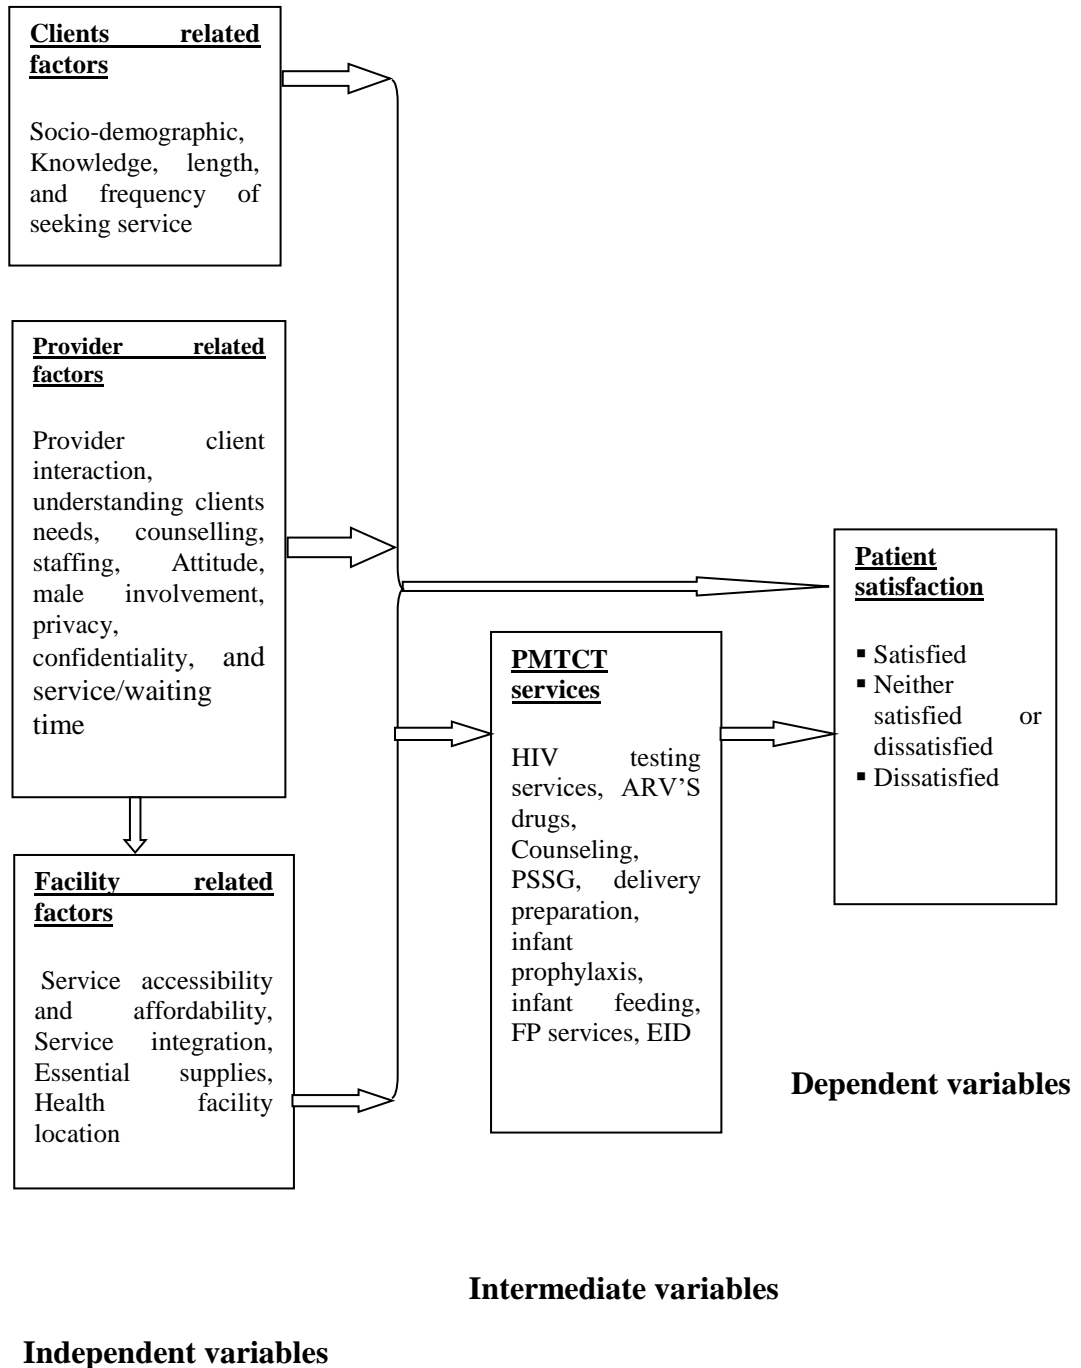 Clients related
factors
Socio-demographic,
Knowledge, length,
and frequency of
seeking service
Provider related
factors
Provider client
interaction,
understanding clients
needs, counselling,
staffing, Attitude,
male involvement,
privacy,
confidentiality, and
service/waiting
time
Facility related
factors
Service accessibility
and affordability,
Service integration,
Essential supplies,
Health facility
location
PMTCT
services
HIV testing
services, ARV'S
drugs,
Counseling,
PSSG, delivery
preparation,
infant
prophylaxis,
infant feeding,
FP services, EID
Patient
satisfaction
▪ Satisfied
▪ Neither
satisfied or
dissatisfied
▪ Dissatisfied
Dependent variables
Intermediate variables
Independent variables